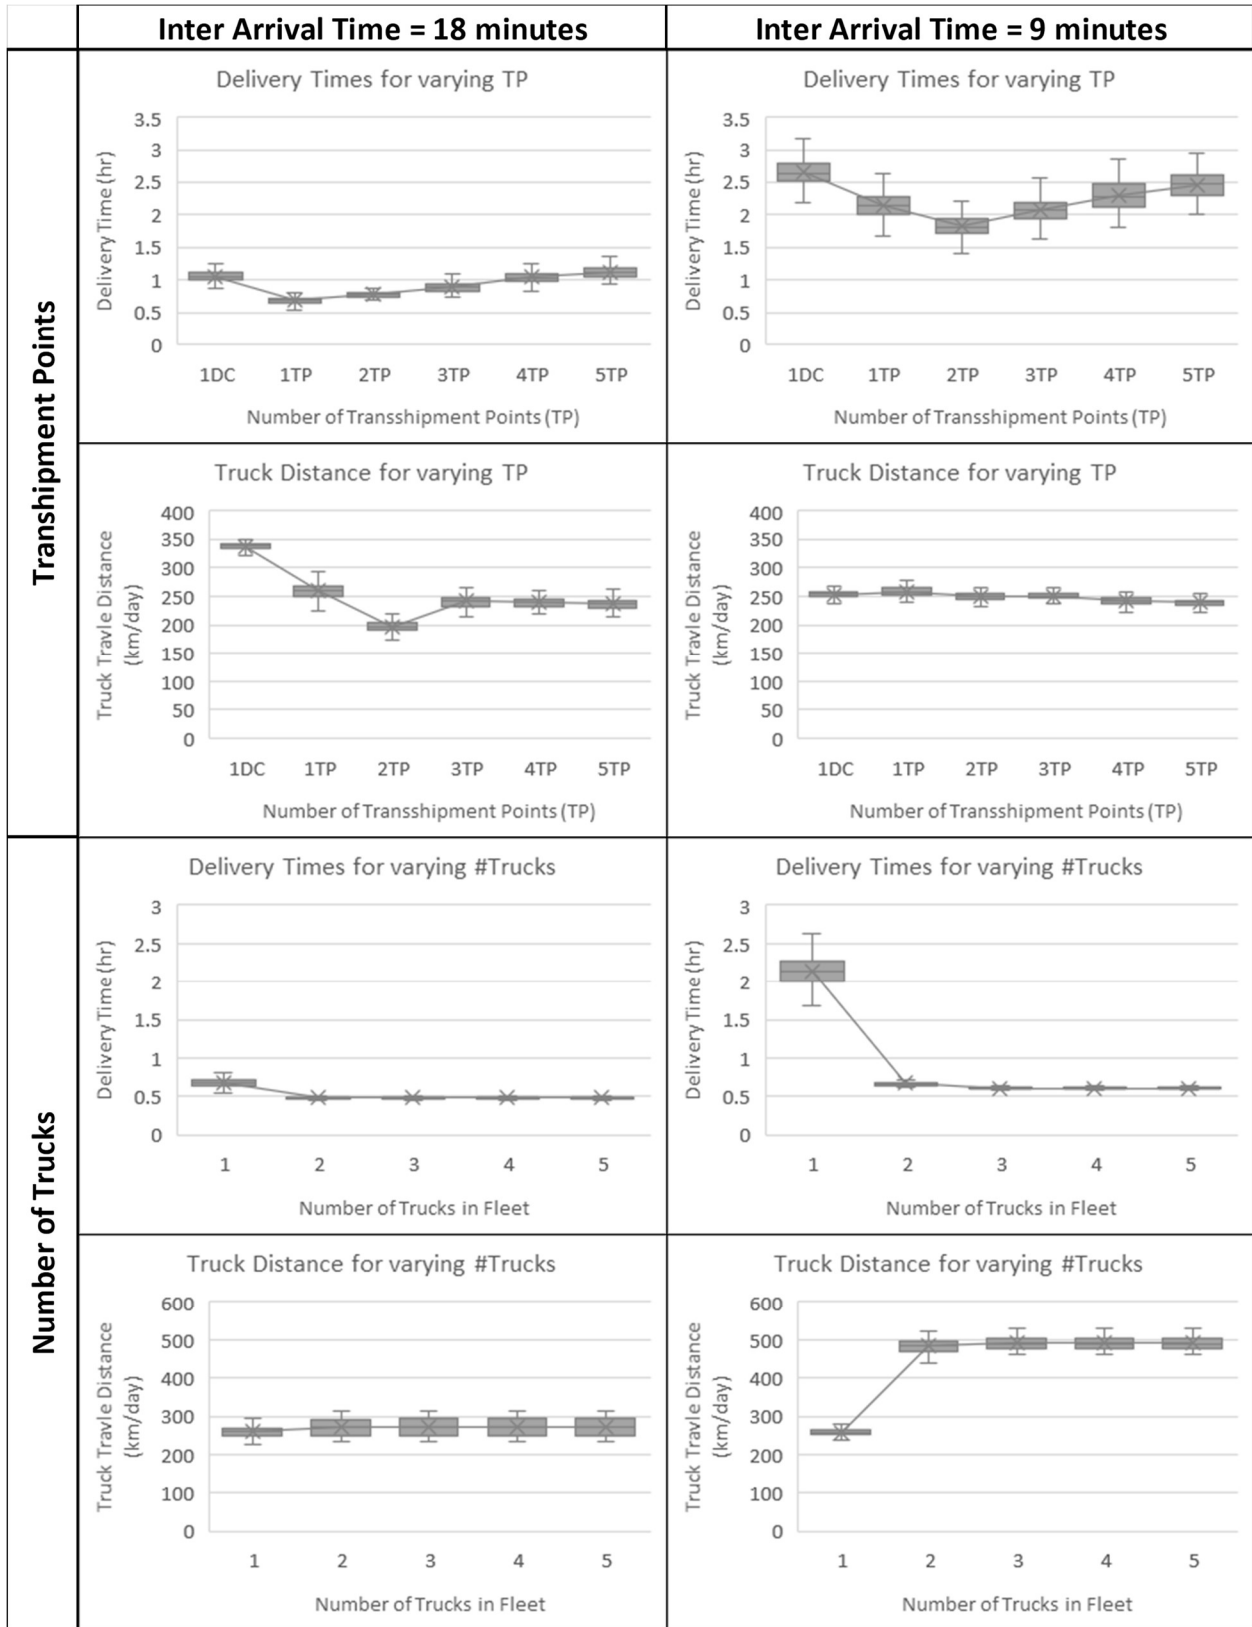 Inter Arrival Time = 18 minutes
Inter Arrival Time = 9 minutes
Transhipment Points
Delivery Times for varying TP
Delivery Time (hr)
3.5
3
2.5
2
1.5
1
0.5
0
1DC 1TP 2TP 3TP 4TP 5TP
Number of Transshipment Points (TP)
Delivery Times for varying TP
Delivery Time (hr)
3.5
3
2.5
2
1.5
1
0.5
0
1DC 1TP 2TP 3TP 4TP 5TP
Number of Transshipment Points (TP)
Truck Distance for varying TP
Truck Travle Distance
(km/day)
400
350
300
250
200
150
100
50
0
1DC 1TP 2TP 3TP 4TP 5TP
Number of Transshipment Points (TP)
Truck Distance for varying TP
Truck Travle Distance
(km/day)
400
350
300
250
200
150
100
50
0
1DC 1TP 2TP 3TP 4TP 5TP
Number of Transshipment Points (TP)
Number of Trucks
Delivery Times for varying #Trucks
Delivery Time (hr)
3
2.5
2
1.5
1
0.5
0
1 2 3 4 5
Number of Trucks in Fleet
Delivery Times for varying #Trucks
Delivery Time (hr)
3
2.5
2
1.5
1
0.5
0
1 2 3 4 5
Number of Trucks in Fleet
Truck Distance for varying #Trucks
Truck Travle Distance
(km/day)
600
500
400
300
200
100
0
1 2 3 4 5
Number of Trucks in Fleet
Truck Distance for varying #Trucks
Truck Travle Distance
(km/day)
600
500
400
300
200
100
0
1 2 3 4 5
Number of Trucks in Fleet